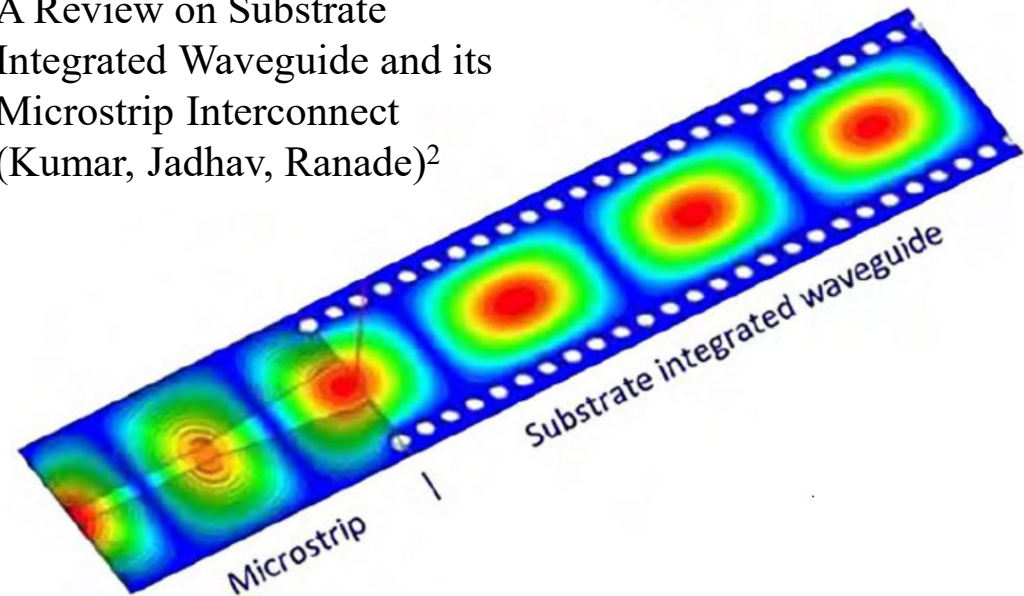 A Review on Substrate
Integrated Waveguide and its
Microstrip Interconnect
(Kumar, Jadhav, Ranade)²
Substrate integrated waveguide
Microstrip